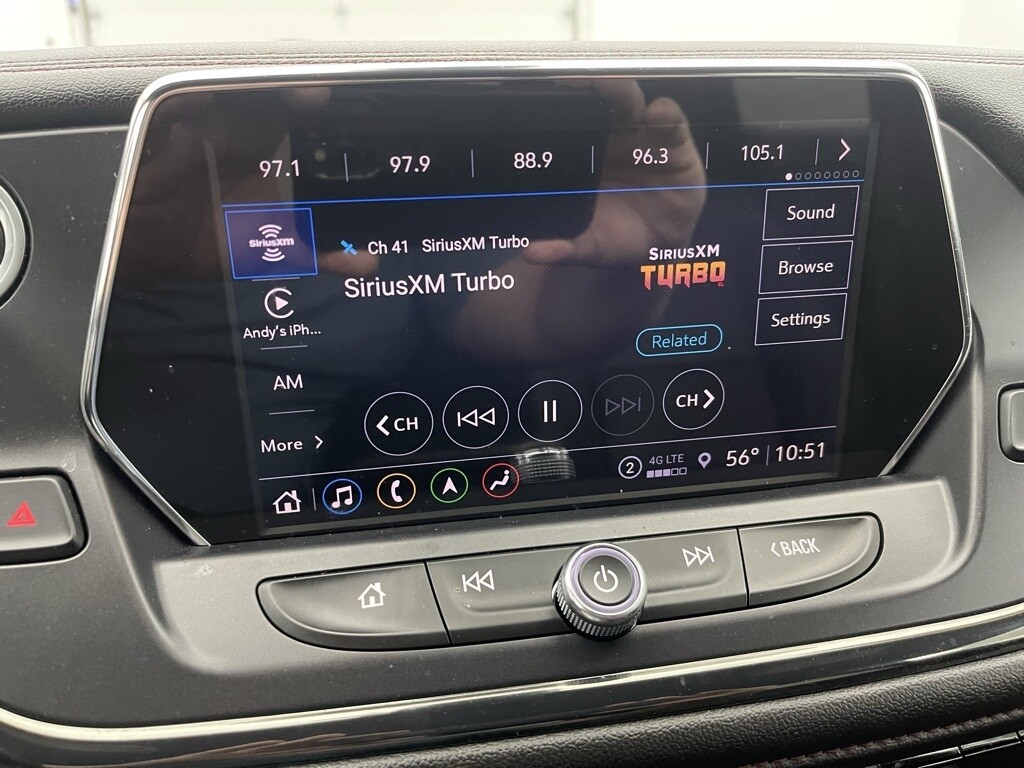 97.1 97.9 88.9 96.3 105.1
SiriusXM
Ch 41 SiriusXM Turbo
SiriusXM Turbo
SIRIUSXM
TURBO
Sound
Browse
Settings
Related
Andy's iPh...
AM
More
CH
CH
2 4G LTE 56° 10:51
BACK